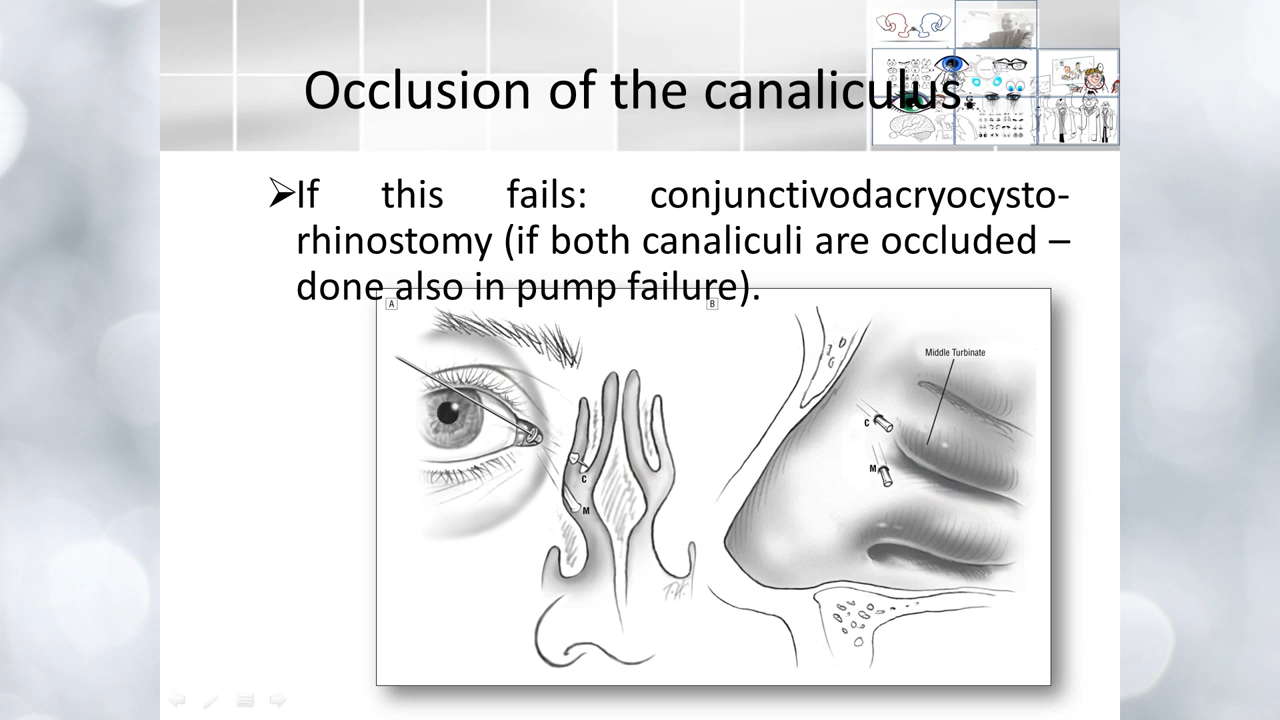 Occlusion of the canaliculus.
➢If this fails: conjunctivodacryocysto-
rhinostomy (if both canaliculi are occluded –
done also in pump failure).
A
B
Middle Turbinate
C
M
C
M